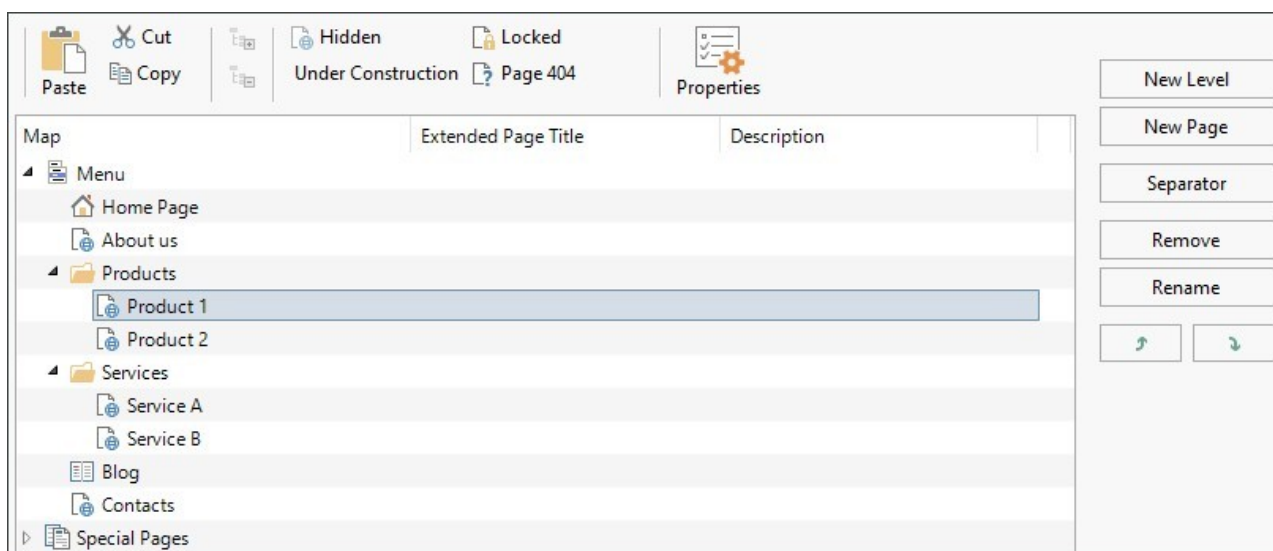 Cut Hidden Locked
Paste Copy Under Construction Page 404 Properties
New Level
New Page
Separator
Remove
Rename
Map Extended Page Title Description
Menu
Home Page
About us
Products
Product 1
Product 2
Services
Service A
Service B
Blog
Contacts
Special Pages